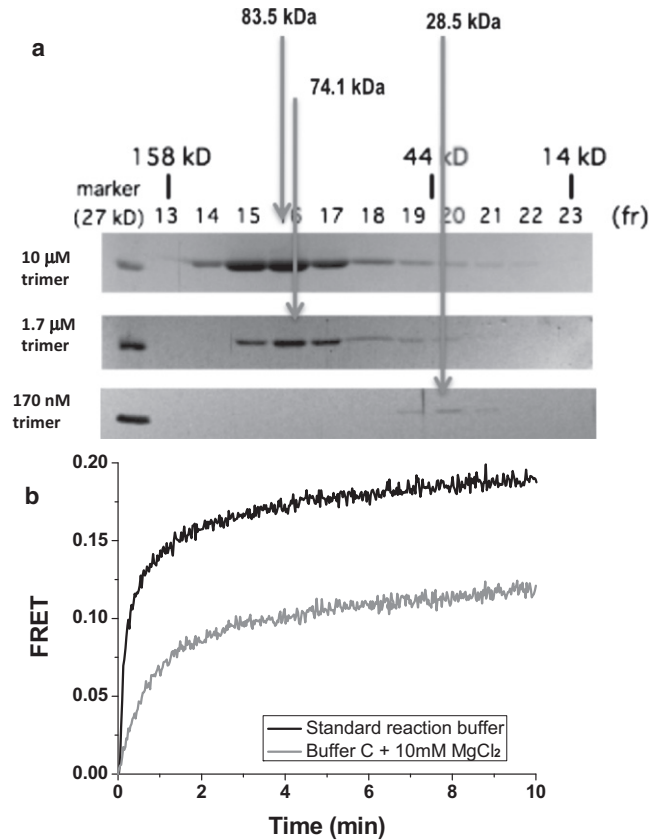 a
83.5 kDa
28.5 kDa
74.1 kDa
158 kD
44 kD
14 kD
marker
(27 kD) 13 14 15 16 17 18 19 20 21 22 23 (fr)
10 µM
trimer
1.7 µM
trimer
170 nM
trimer
b
0.20
0.15
0.10
0.05
0.00
FRET
Standard reaction buffer
Buffer C + 10mM MgCl₂
0 2 4 6 8 10
Time (min)